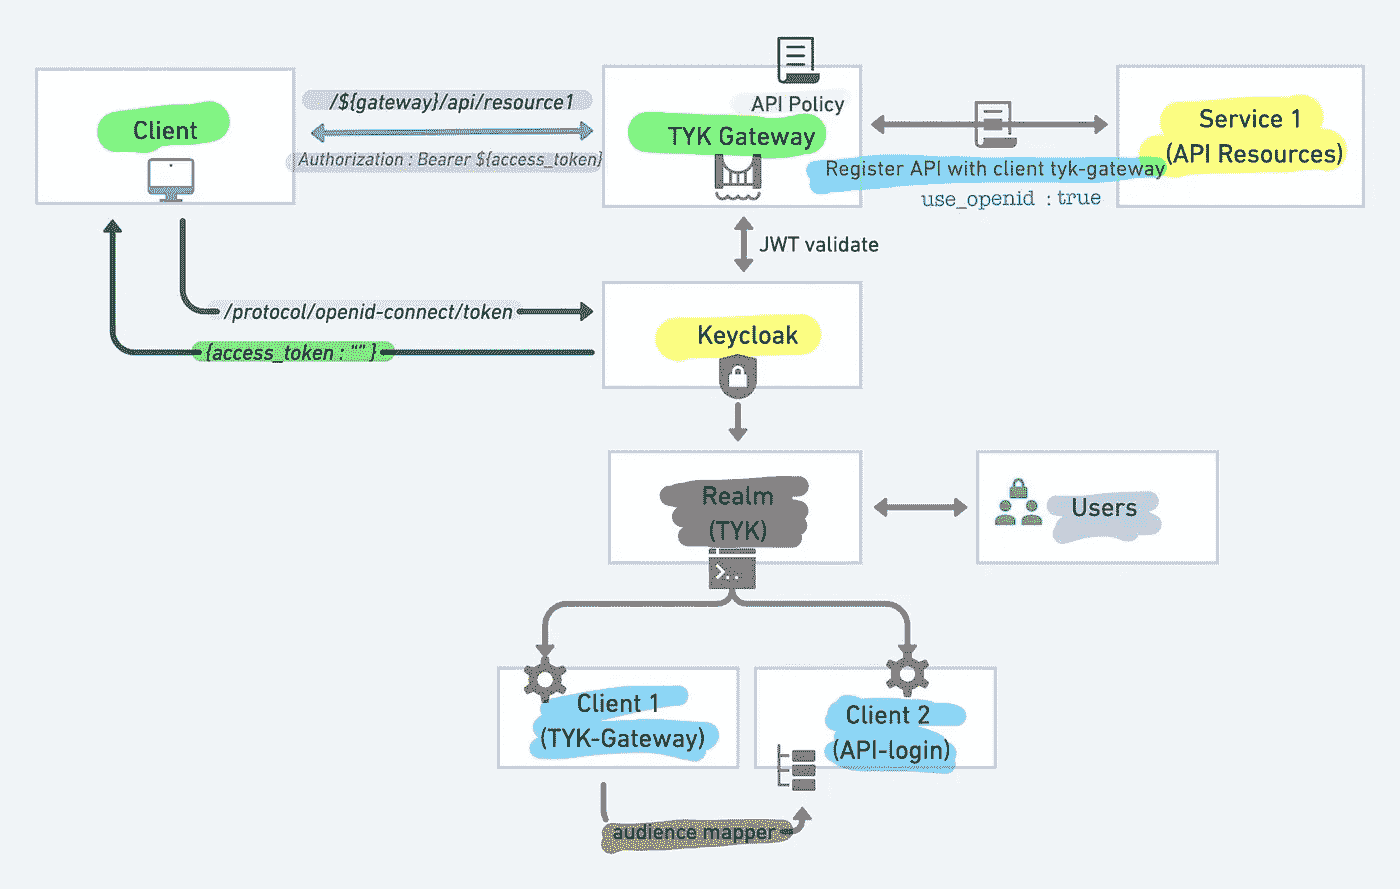 Client
/${gateway}/api/resource1
Authorization : Bearer ${access_token}
API Policy
TYK Gateway
Service 1
(API Resources)
Register API with client tyk-gateway
use_openid : true
JWT validate
/protocol/openid-connect/token
{access_token : "" }
Keycloak
Realm
(TYK)
Users
Client 1
(TYK-Gateway)
Client 2
(API-login)
audience mapper